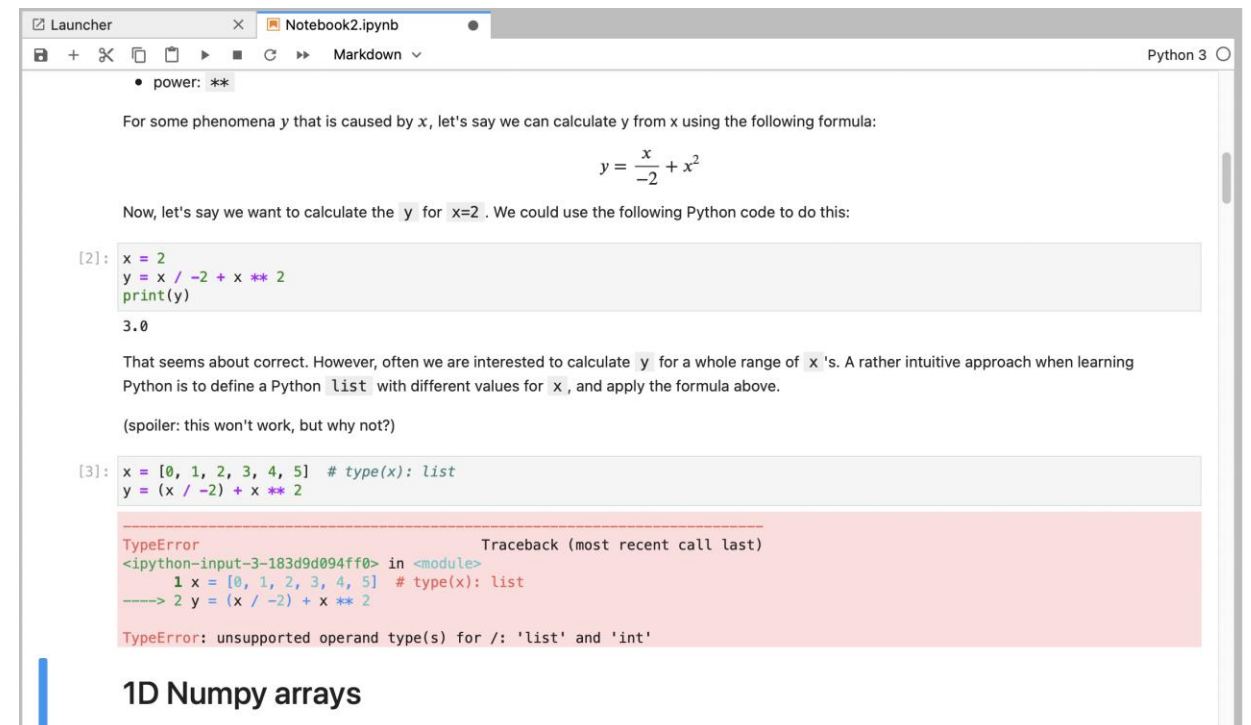 Launcher
Notebook2.ipynb
Markdown
Python 3
• power: **
For some phenomena y that is caused by x, let's say we can calculate y from x using the following formula:
y = x/-2 + x²
Now, let's say we want to calculate the y for x=2 . We could use the following Python code to do this:
[2]: x = 2
y = x / -2 + x ** 2
print(y)
3.0
That seems about correct. However, often we are interested to calculate y for a whole range of x 's. A rather intuitive approach when learning
Python is to define a Python list with different values for x , and apply the formula above.
(spoiler: this won't work, but why not?)
[3]: x = [0, 1, 2, 3, 4, 5]  # type(x): list
y = (x / -2) + x ** 2
---------------------------------------------------------------------------
TypeError                                 Traceback (most recent call last)
<ipython-input-3-183d9d094ff0> in <module>
      1 x = [0, 1, 2, 3, 4, 5]  # type(x): list
----> 2 y = (x / -2) + x ** 2
TypeError: unsupported operand type(s) for /: 'list' and 'int'
1D Numpy arrays